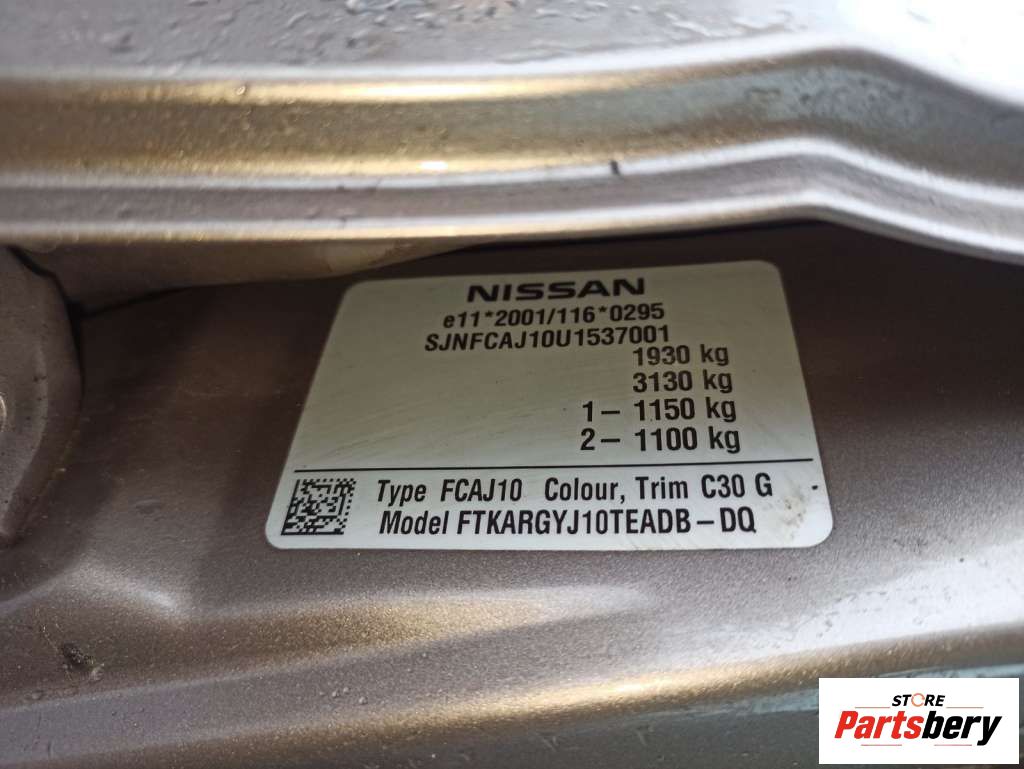 NISSAN
e11*2001/116*0295
SJNFCAJ10U1537001
1930 kg
3130 kg
1– 1150 kg
2– 1100 kg
Type FCAJ10 Colour, Trim C30 G
Model FTKARGYJ10TEADB – DQ
STORE
Partsbery